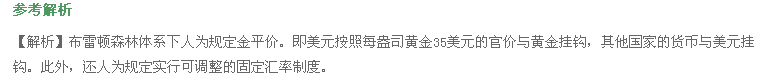 参考解析
【解析】布雷顿森林体系下人为规定金平价。即美元按照每盎司黄金35美元的官价与黄金挂钩，其他国家的货币与美元挂
钩。此外，还人为规定实行可调整的固定汇率制度。